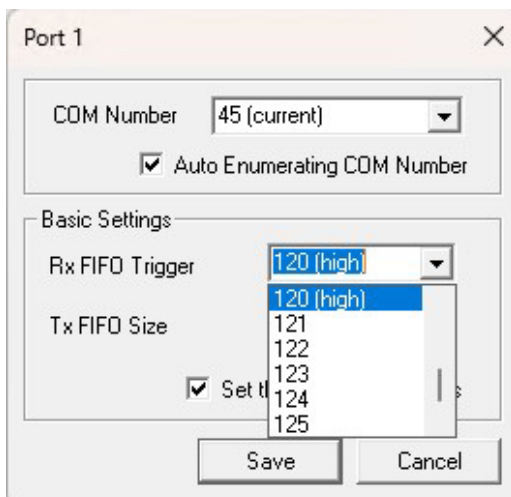 Port 1
COM Number 45 (current)
Auto Enumerating COM Number
Basic Settings
Rx FIFO Trigger 120 (high)
120 (high)
Tx FIFO Size 121
122
123
Set 124
125
Save Cancel